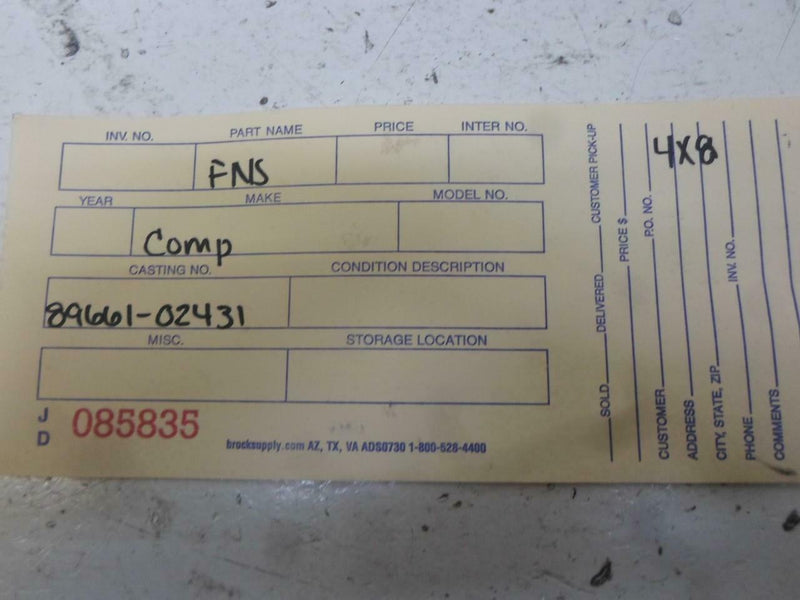 INV. NO. PART NAME PRICE INTER NO.
FNS
YEAR MAKE MODEL NO.
Comp
CASTING NO. CONDITION DESCRIPTION
89661-02431
MISC. STORAGE LOCATION
J
D
085835
brocksupply.com AZ, TX, VA ADS0730 1-800-528-4400
SOLD DELIVERED CUSTOMER PICK-UP
PRICE $
CUSTOMER P.O. NO.
ADDRESS
CITY, STATE, ZIP
PHONE INV. NO.
COMMENTS
4X8